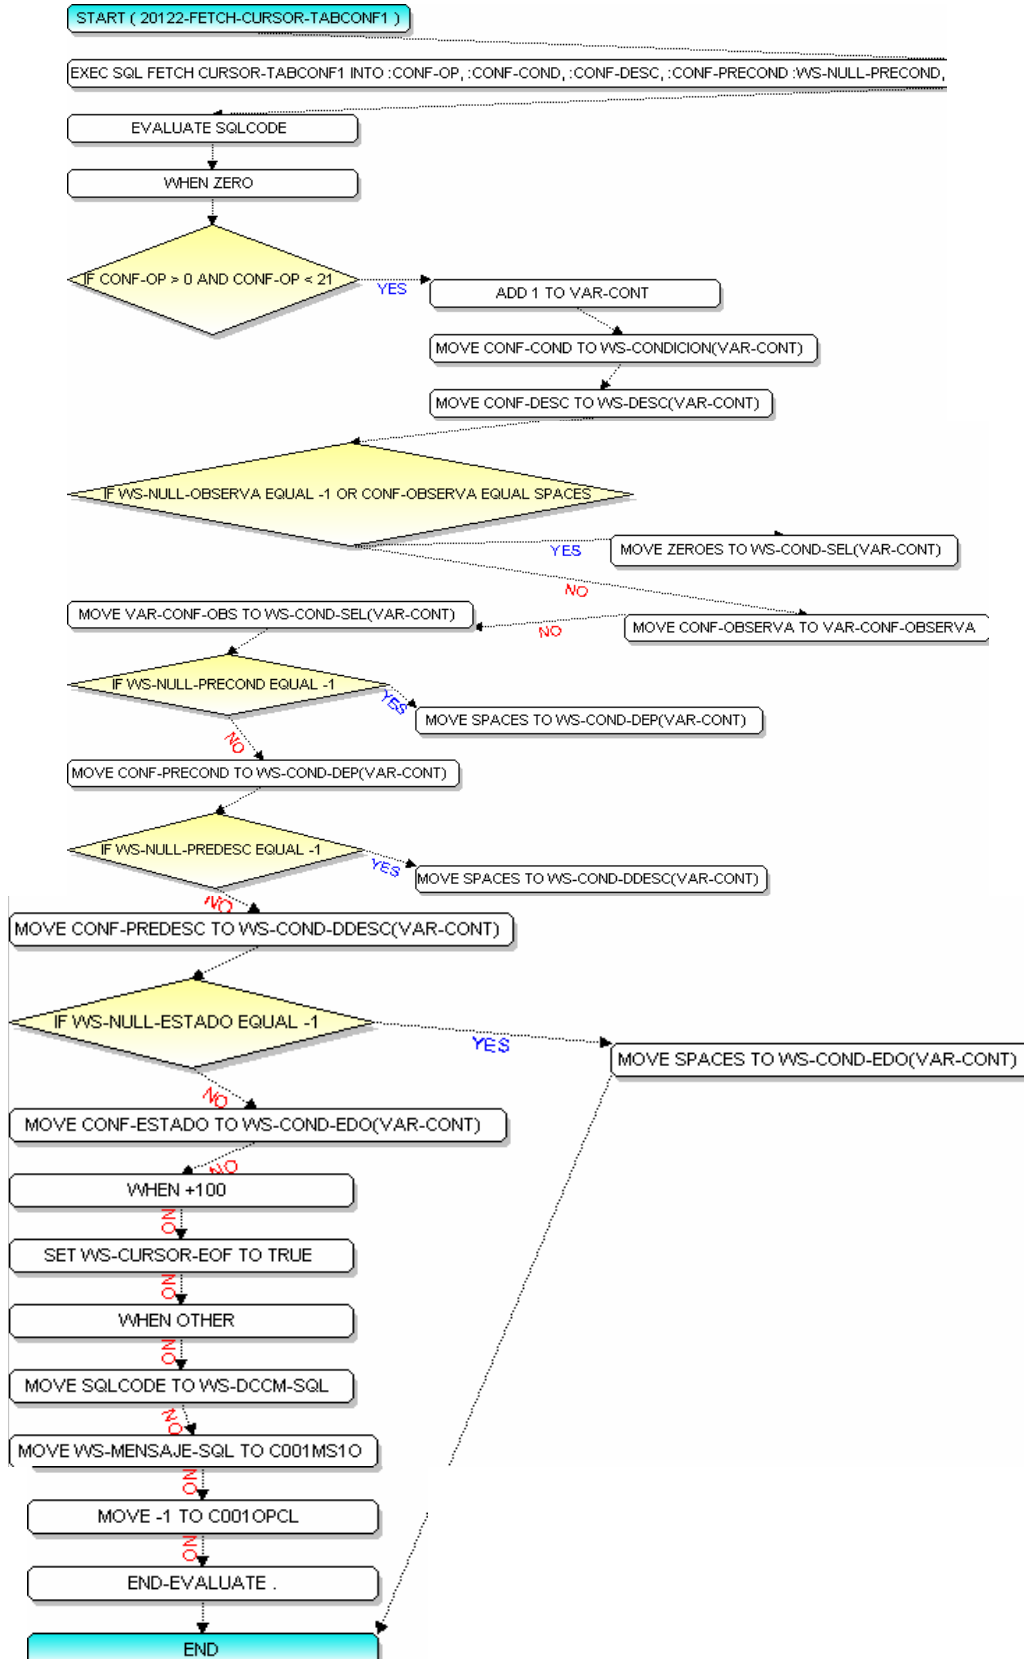 START ( 20122-FETCH-CURSOR-TABCONF1 )
EXEC SQL FETCH CURSOR-TABCONF1 INTO :CONF-OP, :CONF-COND, :CONF-DESC, :CONF-PRECOND :WS-NULL-PRECOND,
EVALUATE SQLCODE
WHEN ZERO
IF CONF-OP > 0 AND CONF-OP < 21
YES
ADD 1 TO VAR-CONT
MOVE CONF-COND TO WS-CONDICION(VAR-CONT)
MOVE CONF-DESC TO WS-DESC(VAR-CONT)
IF WS-NULL-OBSERVA EQUAL -1 OR CONF-OBSERVA EQUAL SPACES
YES
MOVE ZEROES TO WS-COND-SEL(VAR-CONT)
NO
MOVE VAR-CONF-OBS TO WS-COND-SEL(VAR-CONT)
NO
MOVE CONF-OBSERVA TO VAR-CONF-OBSERVA
IF WS-NULL-PRECOND EQUAL -1
YES
MOVE SPACES TO WS-COND-DEP(VAR-CONT)
NO
MOVE CONF-PRECOND TO WS-COND-DEP(VAR-CONT)
IF WS-NULL-PREDESC EQUAL -1
YES
MOVE SPACES TO WS-COND-DDESC(VAR-CONT)
NO
MOVE CONF-PREDESC TO WS-COND-DDESC(VAR-CONT)
IF WS-NULL-ESTADO EQUAL -1
YES
MOVE SPACES TO WS-COND-EDO(VAR-CONT)
NO
MOVE CONF-ESTADO TO WS-COND-EDO(VAR-CONT)
NO
WHEN +100
NO
SET WS-CURSOR-EOF TO TRUE
NO
WHEN OTHER
NO
MOVE SQLCODE TO WS-DCCM-SQL
NO
MOVE WS-MENSAJE-SQL TO C001MS1O
NO
MOVE -1 TO C001OPCL
NO
END-EVALUATE .
END